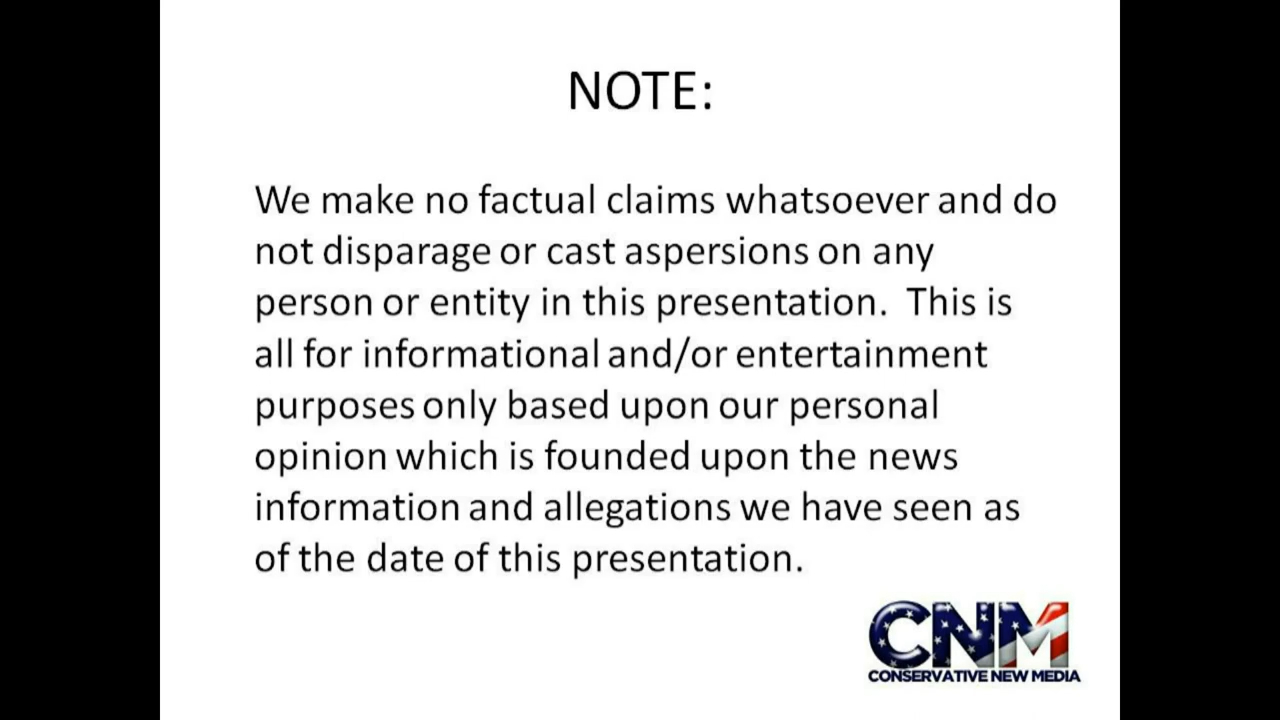 NOTE:
We make no factual claims whatsoever and do
not disparage or cast aspersions on any
person or entity in this presentation.  This is
all for informational and/or entertainment
purposes only based upon our personal
opinion which is founded upon the news
information and allegations we have seen as
of the date of this presentation.
CNM
CONSERVATIVE NEW MEDIA